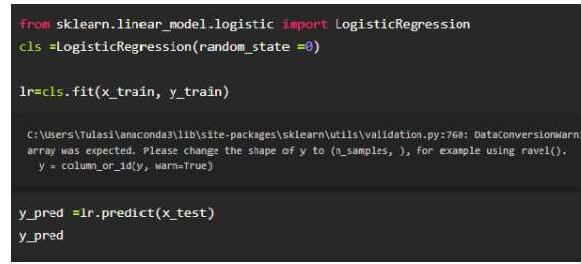 from sklearn.linear_model.logistic import LogisticRegression
cls =LogisticRegression(random_state =0)
lr=cls.fit(x_train, y_train)
C:\Users\Tulasi\anaconda3\lib\site-packages\sklearn\utils\validation.py:760: DataConversionWarni
array was expected. Please change the shape of y to (n_samples, ), for example using ravel().
y = column_or_1d(y, warn=True)
y_pred =lr.predict(x_test)
y_pred